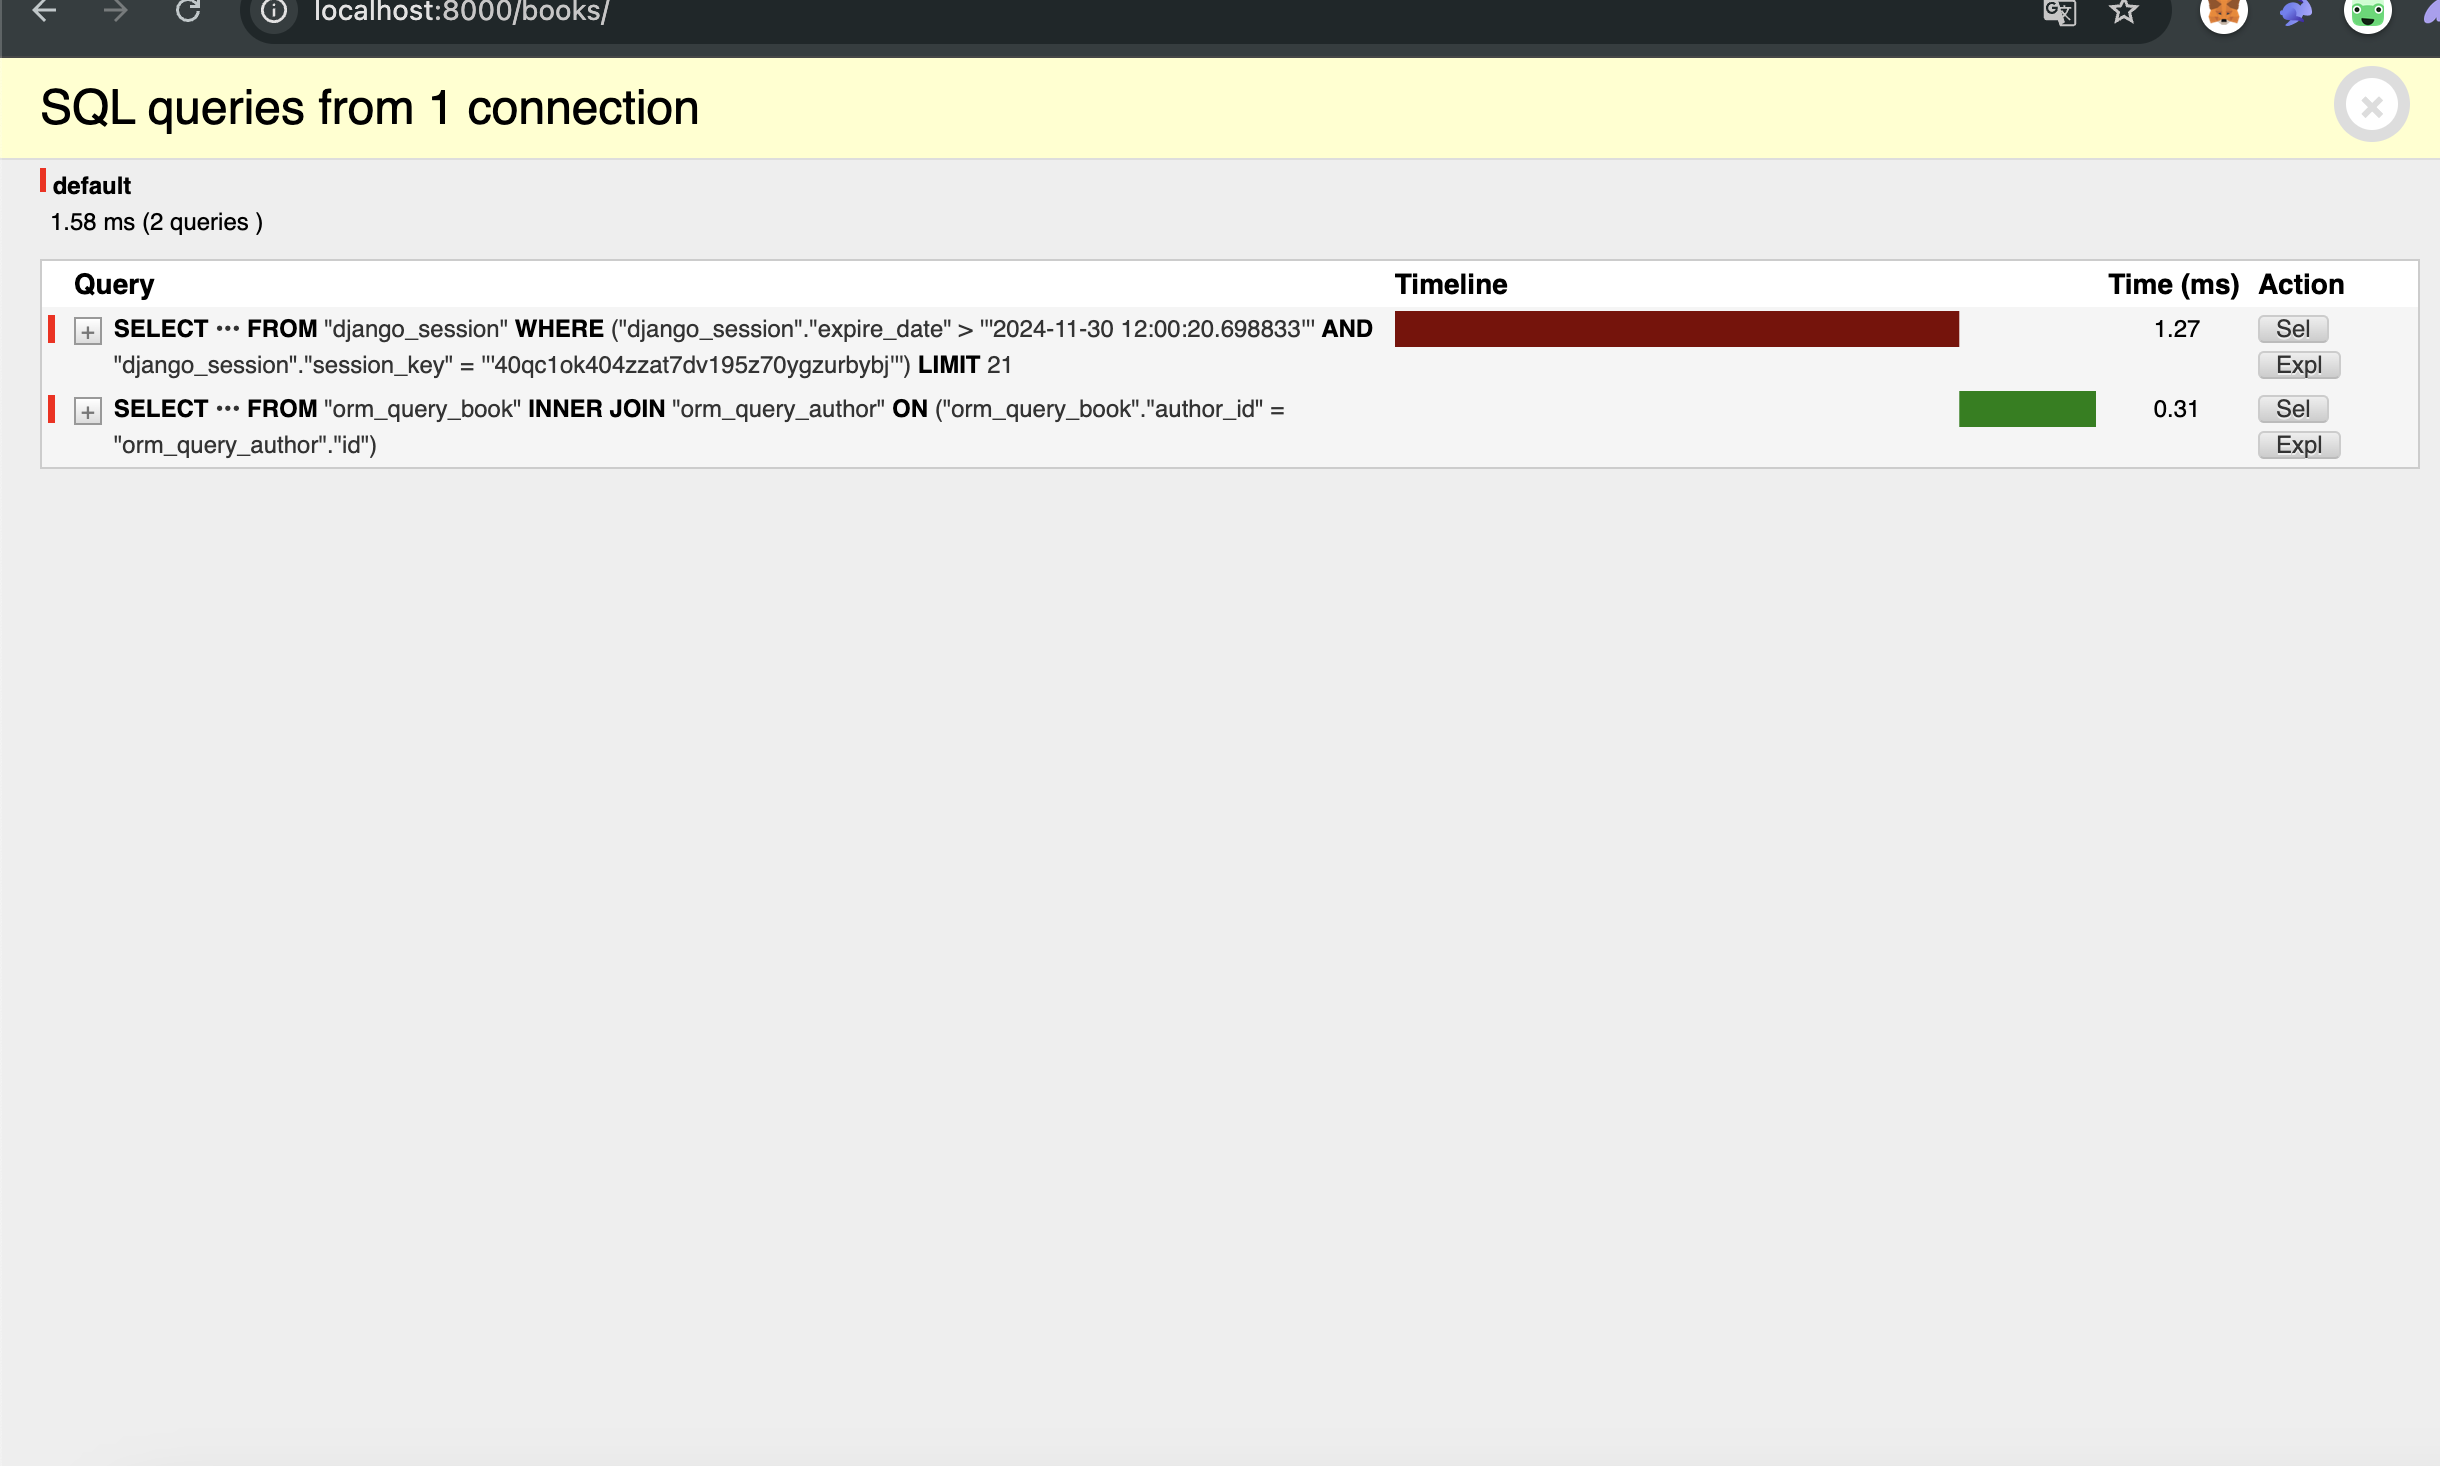 localhost:8000/books/
SQL queries from 1 connection
default
1.58 ms (2 queries )
Query Timeline Time (ms) Action
+ SELECT ••• FROM "django_session" WHERE ("django_session"."expire_date" > '''2024-11-30 12:00:20.698833''' AND 1.27 Sel
"django_session"."session_key" = '''40qc1ok404zzat7dv195z70ygzurbybj''') LIMIT 21 Expl
+ SELECT ••• FROM "orm_query_book" INNER JOIN "orm_query_author" ON ("orm_query_book"."author_id" = 0.31 Sel
"orm_query_author"."id") Expl